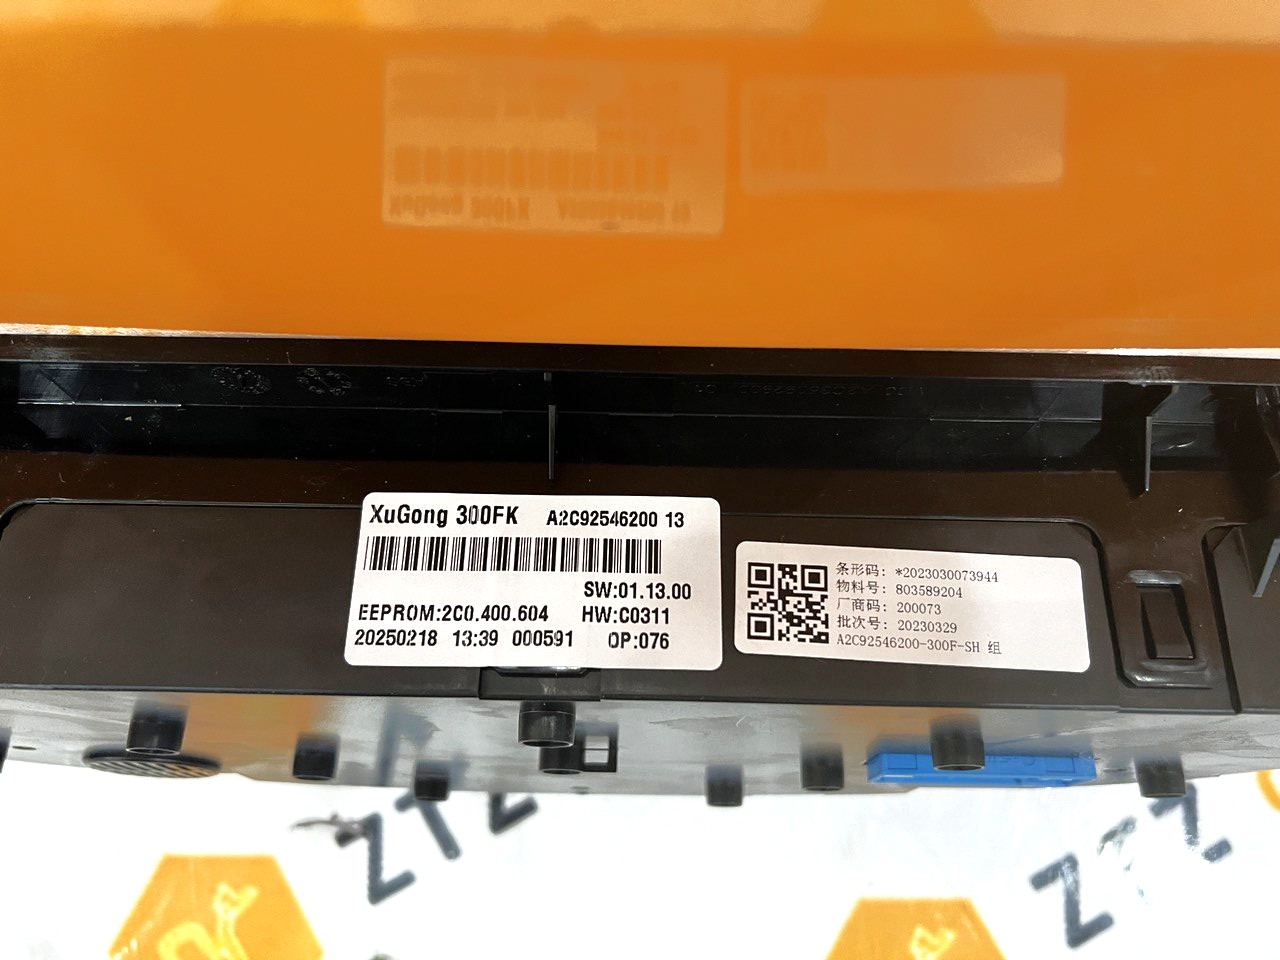 XuGong 300FK A2C92546200 13
SW:01.13.00
EEPROM:2C0.400.604 HW:C0311
20250218 13:39 000591 OP:076
条形码: *2023030073944
物料号: 803589204
厂商码: 200073
批次号: 20230329
A2C92546200-300F-SH 组
ZTZ
ZTZ